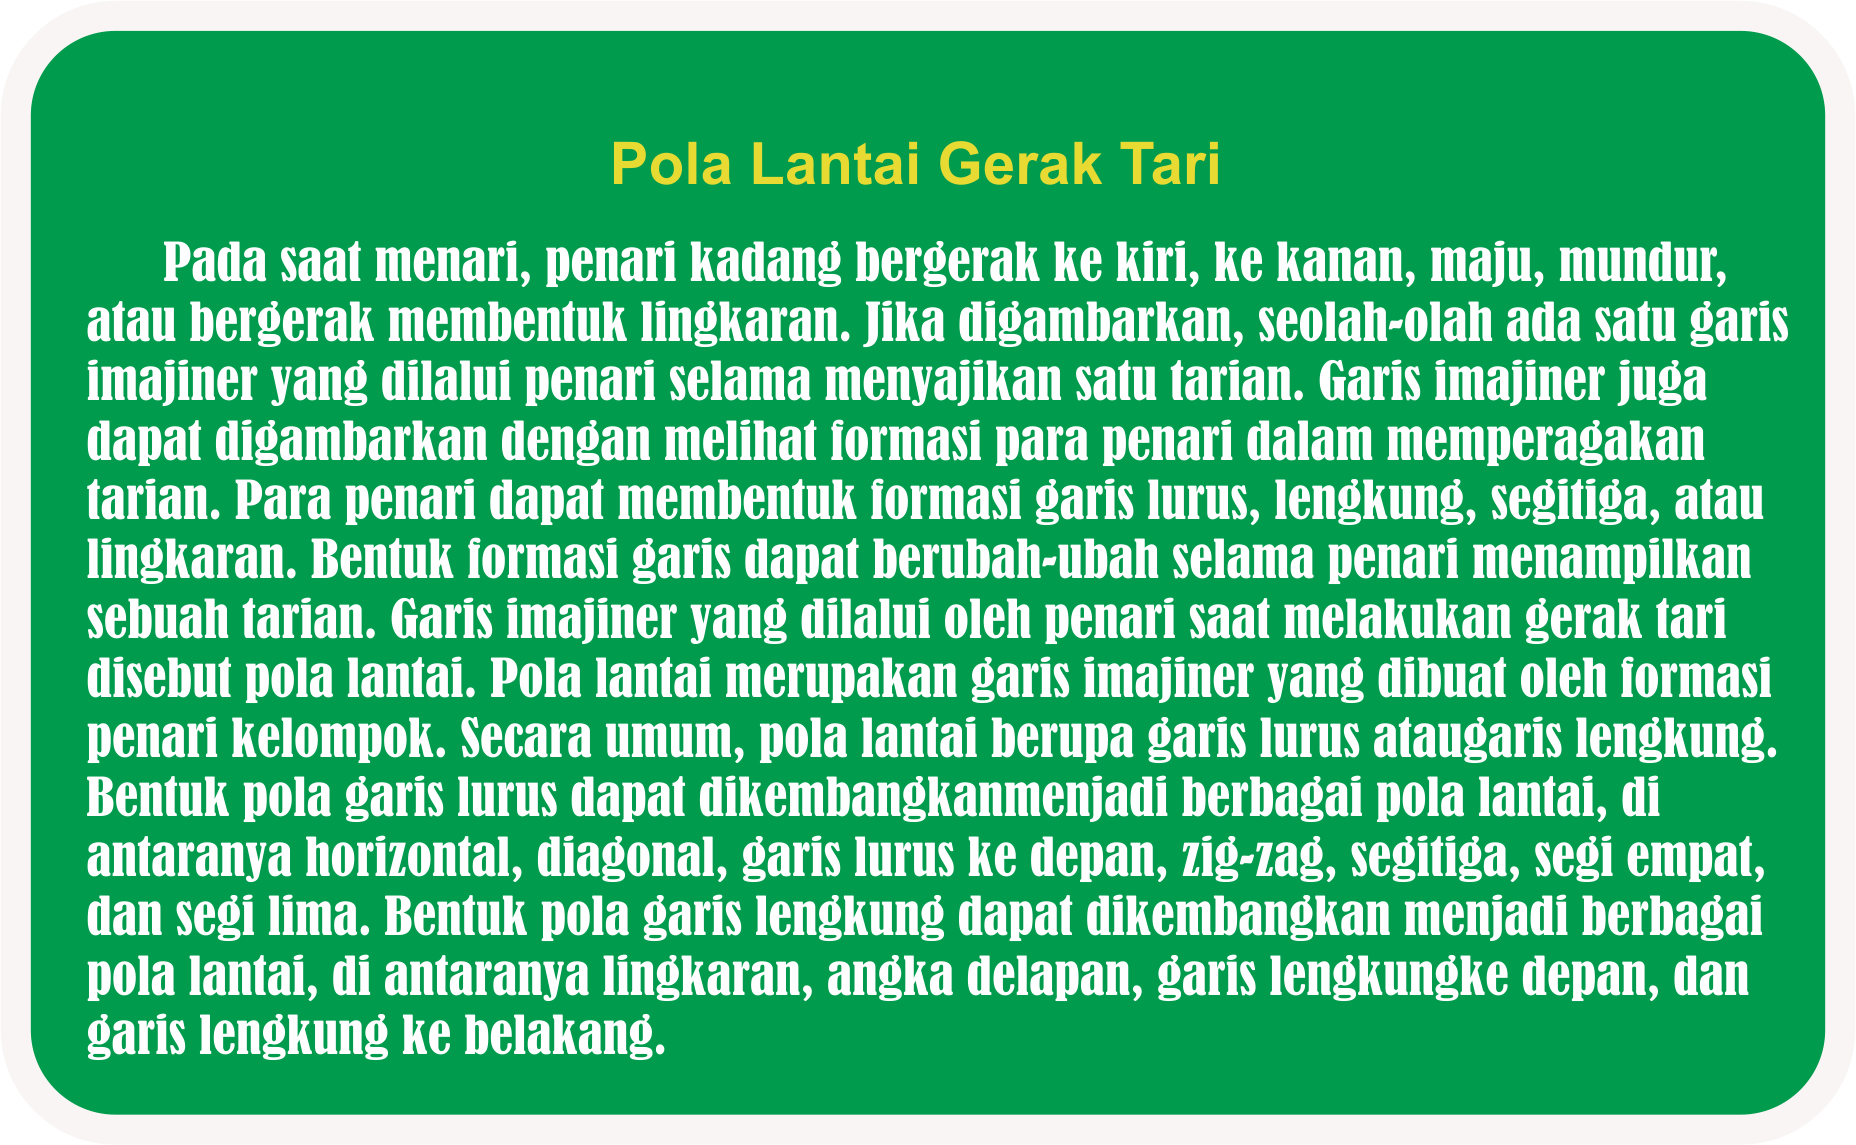 Pola Lantai Gerak Tari
Pada saat menari, penari kadang bergerak ke kiri, ke kanan, maju, mundur,
atau bergerak membentuk lingkaran. Jika digambarkan, seolah-olah ada satu garis
imajiner yang dilalui penari selama menyajikan satu tarian. Garis imajiner juga
dapat digambarkan dengan melihat formasi para penari dalam memperagakan
tarian. Para penari dapat membentuk formasi garis lurus, lengkung, segitiga, atau
lingkaran. Bentuk formasi garis dapat berubah-ubah selama penari menampilkan
sebuah tarian. Garis imajiner yang dilalui oleh penari saat melakukan gerak tari
disebut pola lantai. Pola lantai merupakan garis imajiner yang dibuat oleh formasi
penari kelompok. Secara umum, pola lantai berupa garis lurus ataugaris lengkung.
Bentuk pola garis lurus dapat dikembangkanmenjadi berbagai pola lantai, di
antaranya horizontal, diagonal, garis lurus ke depan, zig-zag, segitiga, segi empat,
dan segi lima. Bentuk pola garis lengkung dapat dikembangkan menjadi berbagai
pola lantai, di antaranya lingkaran, angka delapan, garis lengkungke depan, dan
garis lengkung ke belakang.